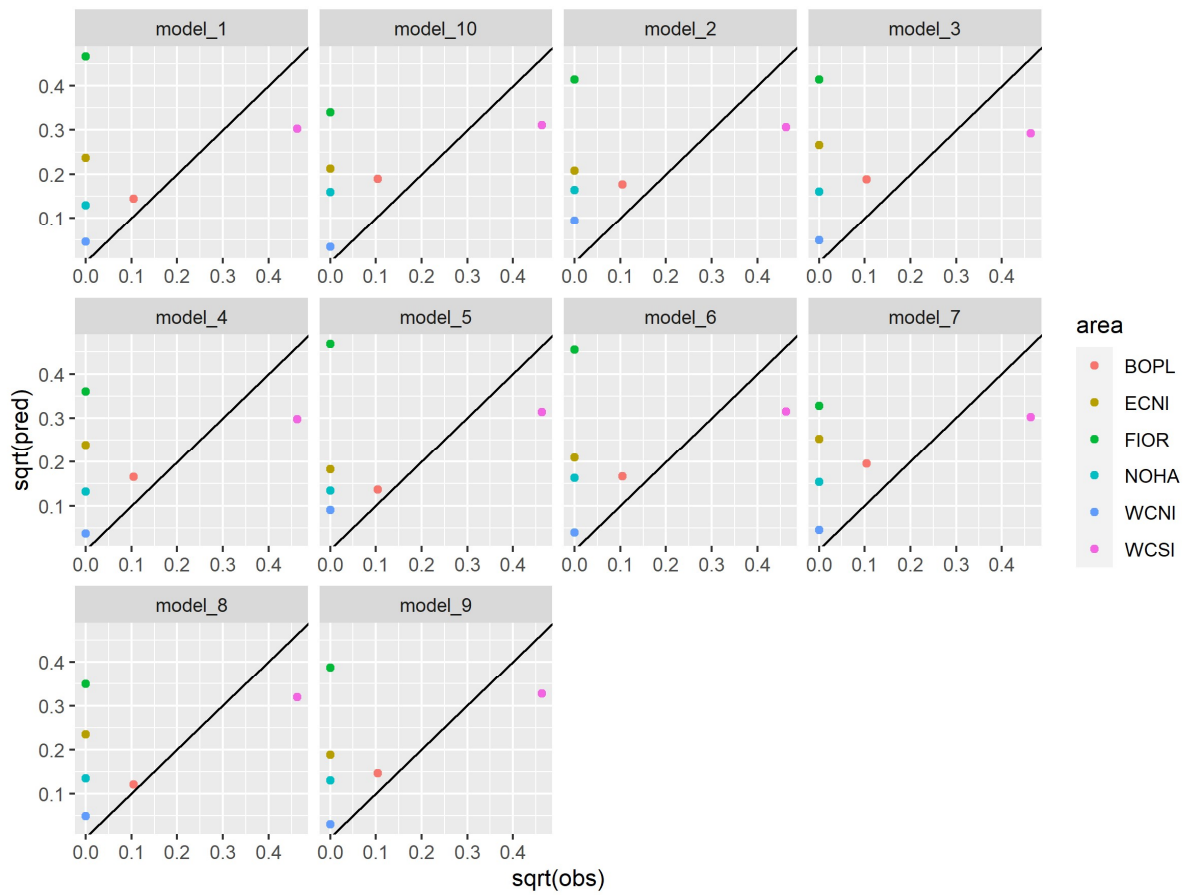 model_1 model_10 model_2 model_3
0.4
0.3
0.2
0.1
0.0 0.1 0.2 0.3 0.4 0.0 0.1 0.2 0.3 0.4 0.0 0.1 0.2 0.3 0.4 0.0 0.1 0.2 0.3 0.4
model_4 model_5 model_6 model_7
0.4
0.3
0.2
0.1
0.0 0.1 0.2 0.3 0.4 0.0 0.1 0.2 0.3 0.4 0.0 0.1 0.2 0.3 0.4 0.0 0.1 0.2 0.3 0.4
model_8 model_9
0.4
0.3
0.2
0.1
0.0 0.1 0.2 0.3 0.4 0.0 0.1 0.2 0.3 0.4
sqrt(pred)
sqrt(obs)
area
BOPL
ECNI
FIOR
NOHA
WCNI
WCSI